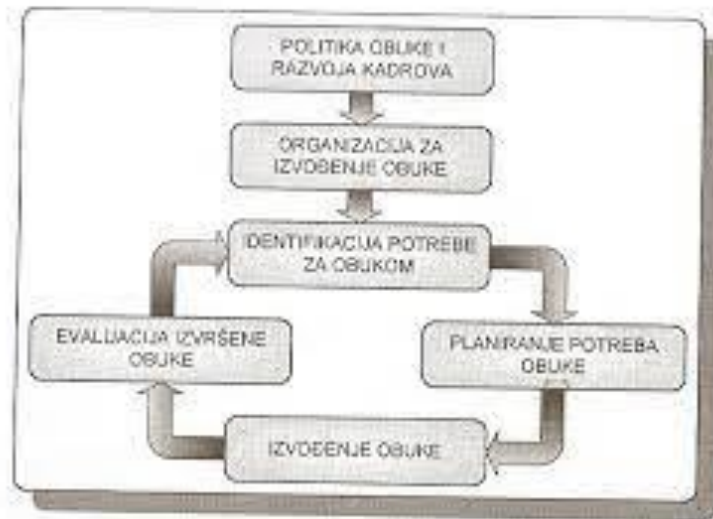 POLITIKA OBUKE I
RAZVOJA KADROVA
ORGANIZACIJA ZA
IZVOĐENJE OBUKE
IDENTIFIKACIJA POTREBE
ZA OBUKOM
EVALUACIJA IZVRŠENE
OBUKE
PLANIRANJE POTREBA
OBUKE
IZVOĐENJE OBUKE